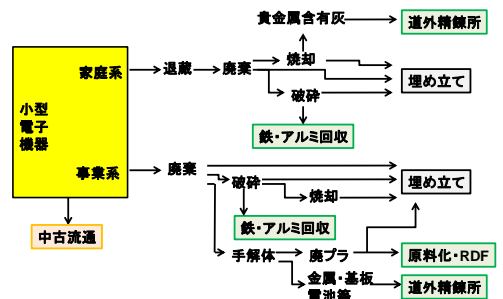 貴金属含有灰
道外精錬所
家庭系
退蔵
廃棄
焼却
破砕
埋め立て
鉄・アルミ回収
小型
電子
機器
事業系
廃棄
破砕
焼却
埋め立て
鉄・アルミ回収
中古流通
手解体
廃プラ
原料化・RDF
金属・基板
電池等
道外精錬所